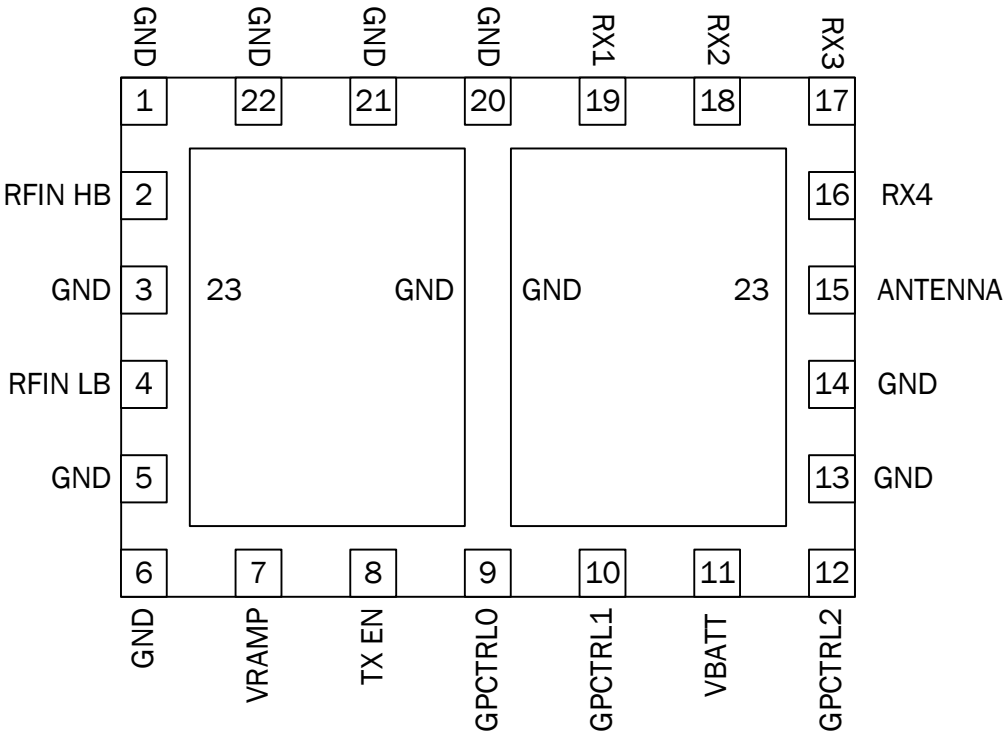 GND GND GND GND RX1 RX2 RX3
1 22 21 20 19 18 17
RFIN HB 2 16 RX4
GND 3 23 GND GND 23 15 ANTENNA
RFIN LB 4 14 GND
GND 5 13 GND
6 7 8 9 10 11 12
GND VRAMP TX EN GPCTRL0 GPCTRL1 VBATT GPCTRL2